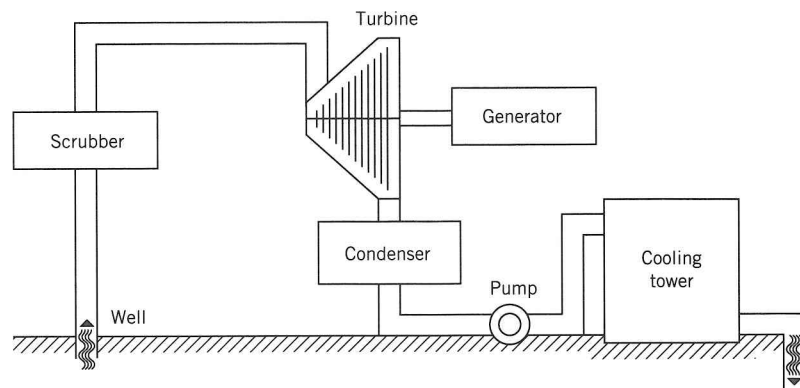 Turbine
Generator
Scrubber
Condenser
Cooling
tower
Pump
Well